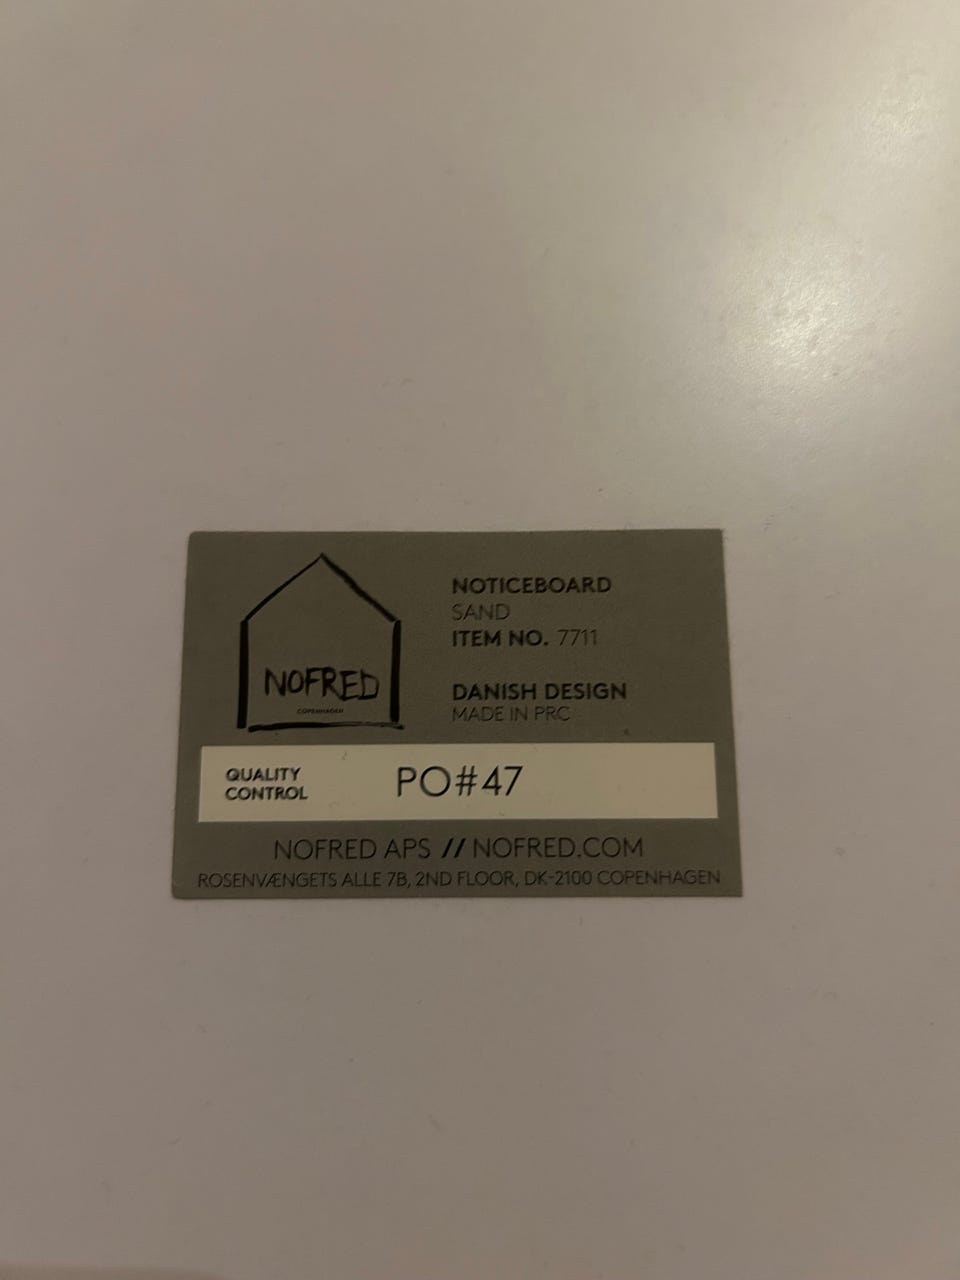 NOFRED
COPENHAGEN
NOTICEBOARD
SAND
ITEM NO. 7711
DANISH DESIGN
MADE IN PRC
QUALITY
CONTROL
PO#47
NOFRED APS // NOFRED.COM
ROSENVÆNGETS ALLE 7B, 2ND FLOOR, DK-2100 COPENHAGEN